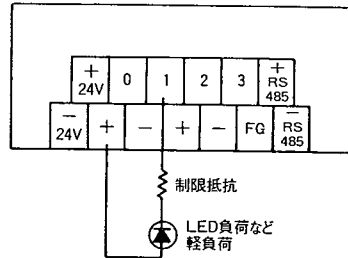 + 24V 0 1 2 3 + RS 485
- 24V + - + - FG - RS 485
制限抵抗
LED負荷など
軽負荷